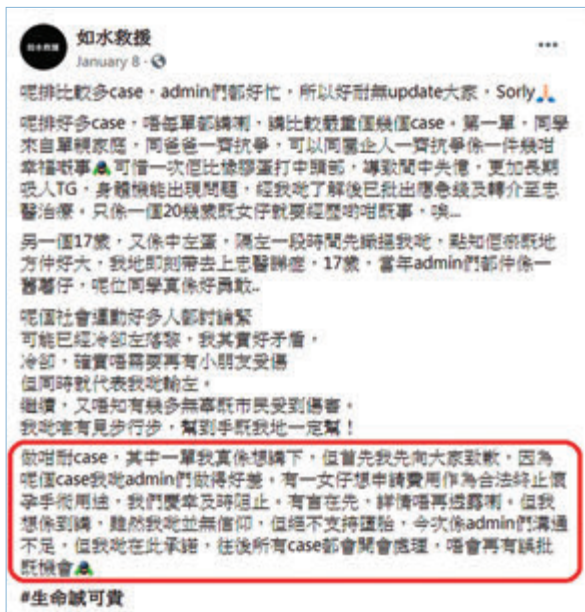 如水救援
如水救援
January 8 ·
呢排比較多case，admin們都好忙，所以好耐無update大家，Sorly🙏
呢排好多case，唔每單都講喇，講比較嚴重個幾個case。第一單，同學
來自單親家庭，同爸爸一齊抗爭，可以同屋企人一齊抗爭係一件幾咁
幸福嘅事 可惜一次佢比橡膠蛋打中頭部，導致間中失憶，更加長期
吸入TG，身體機能出現問題，經我哋了解後已批出應急錢及轉介至忠
醫治療。只係一個20幾歲既女仔就要經歷啲咁既事，唉...
另一個17歲，又係中左蛋，隔左一段時間先搵我哋，點知佢瘀既地
方仲好大，我地即刻帶去上忠醫睇症，17歲，當年admin們都仲係一
舊薯仔，呢位同學真係好勇敢..
呢個社會運動好多人都討論緊
可能已經冷卻左落黎，我其實好矛盾，
冷卻，確實唔需要再有小朋友受傷
但同時就代表我哋輸左。
繼續，又唔知有幾多無辜既市民受到傷害。
我哋唯有見步行步，幫到手既我地一定幫！
做咁耐case，其中一單我真係想講下，但首先我先向大家致歉，因為
呢個case我哋admin們做得好差。有一女仔想申請費用作為合法終止懷
孕手術用途，我們慶幸及時阻止。有言在先，詳情唔再透露喇。但我
想係到講，雖然我哋並無信仰，但絕不支持墮胎，今次係admin們溝通
不足，但我哋在此承諾，往後所有case都會開會處理，唔會再有誤批
既機會
#生命誠可貴